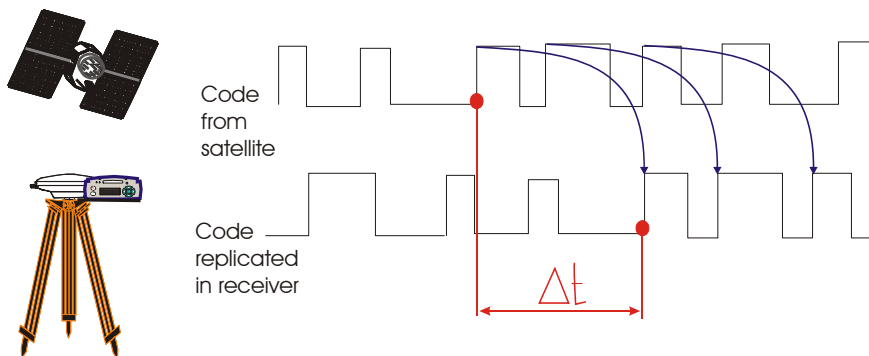 Code
from
satellite
Code
replicated
in receiver
Δt